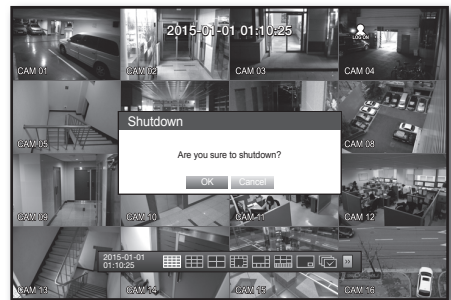 2015-01-01 01:10:25
LOG ON
CAM 01
CAM 02
CAM 03
CAM 04
Shutdown
CAM 05
CAM 08
Are you sure to shutdown?
OK
Cancel
CAM 09
CAM 10
CAM 11
CAM 12
2015-01-01
01:10:25
CAM 13
CAM 14
CAM 15
CAM 16